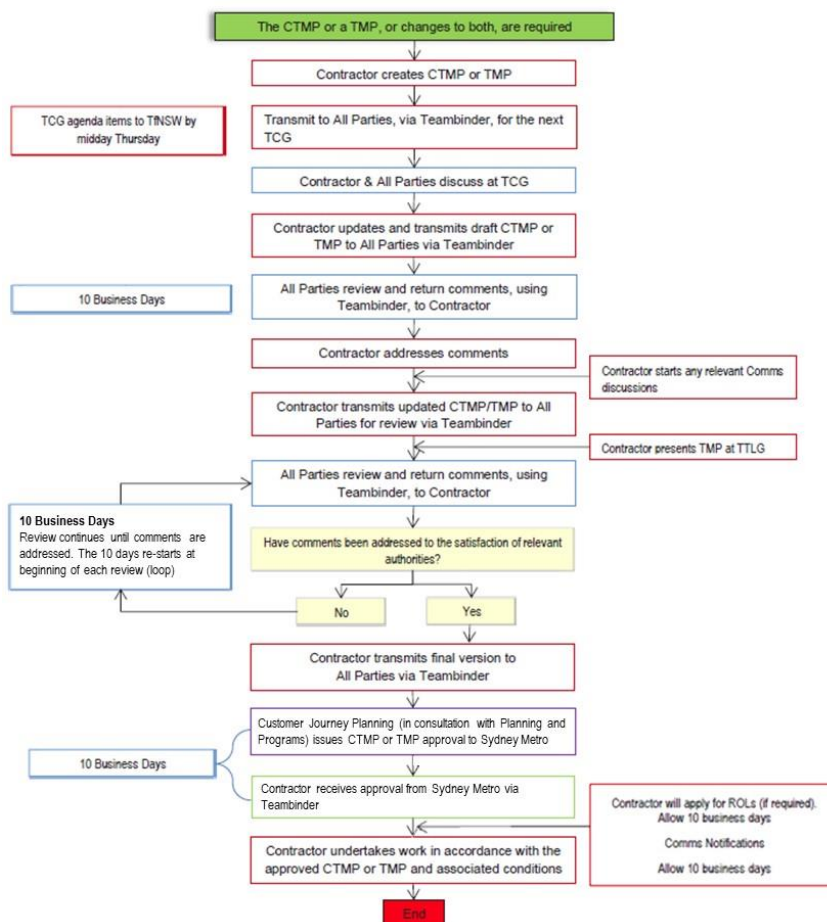 The CTMP or a TMP, or changes to both, are required
Contractor creates CTMP or TMP
TCG agenda items to TfNSW by
midday Thursday
Transmit to All Parties, via Teambinder, for the next
TCG
Contractor & All Parties discuss at TCG
Contractor updates and transmits draft CTMP or
TMP to All Parties via Teambinder
10 Business Days
All Parties review and return comments, using
Teambinder, to Contractor
Contractor addresses comments
Contractor starts any relevant Comms
discussions
Contractor transmits updated CTMP/TMP to All
Parties for review via Teambinder
Contractor presents TMP at TTLG
All Parties review and return comments, using
Teambinder, to Contractor
10 Business Days
Review continues until comments are
addressed. The 10 days re-starts at
beginning of each review (loop)
Have comments been addressed to the satisfaction of relevant
authorities?
No
Yes
Contractor transmits final version to
All Parties via Teambinder
Customer Journey Planning (in consultation with Planning and
Programs) issues CTMP or TMP approval to Sydney Metro
10 Business Days
Contractor receives approval from Sydney Metro via
Teambinder
Contractor will apply for ROLs (if required).
Allow 10 business days
Comms Notifications
Allow 10 business days
Contractor undertakes work in accordance with the
approved CTMP or TMP and associated conditions
End